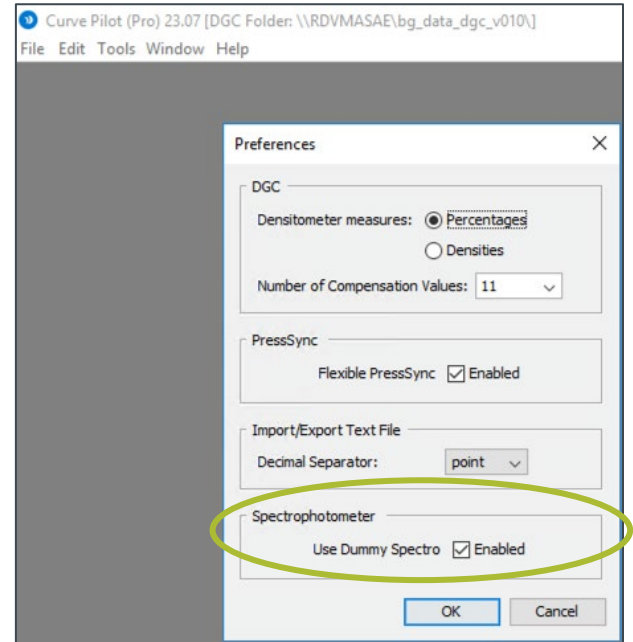 Curve Pilot (Pro) 23.07 [DGC Folder: \\RDVMASAE\bg_data_dgc_v010\]
File Edit Tools Window Help
Preferences
DGC
Densitometer measures: Percentages
Densities
Number of Compensation Values: 11
PressSync
Flexible PressSync Enabled
Import/Export Text File
Decimal Separator: point
Spectrophotometer
Use Dummy Spectro Enabled
OK Cancel